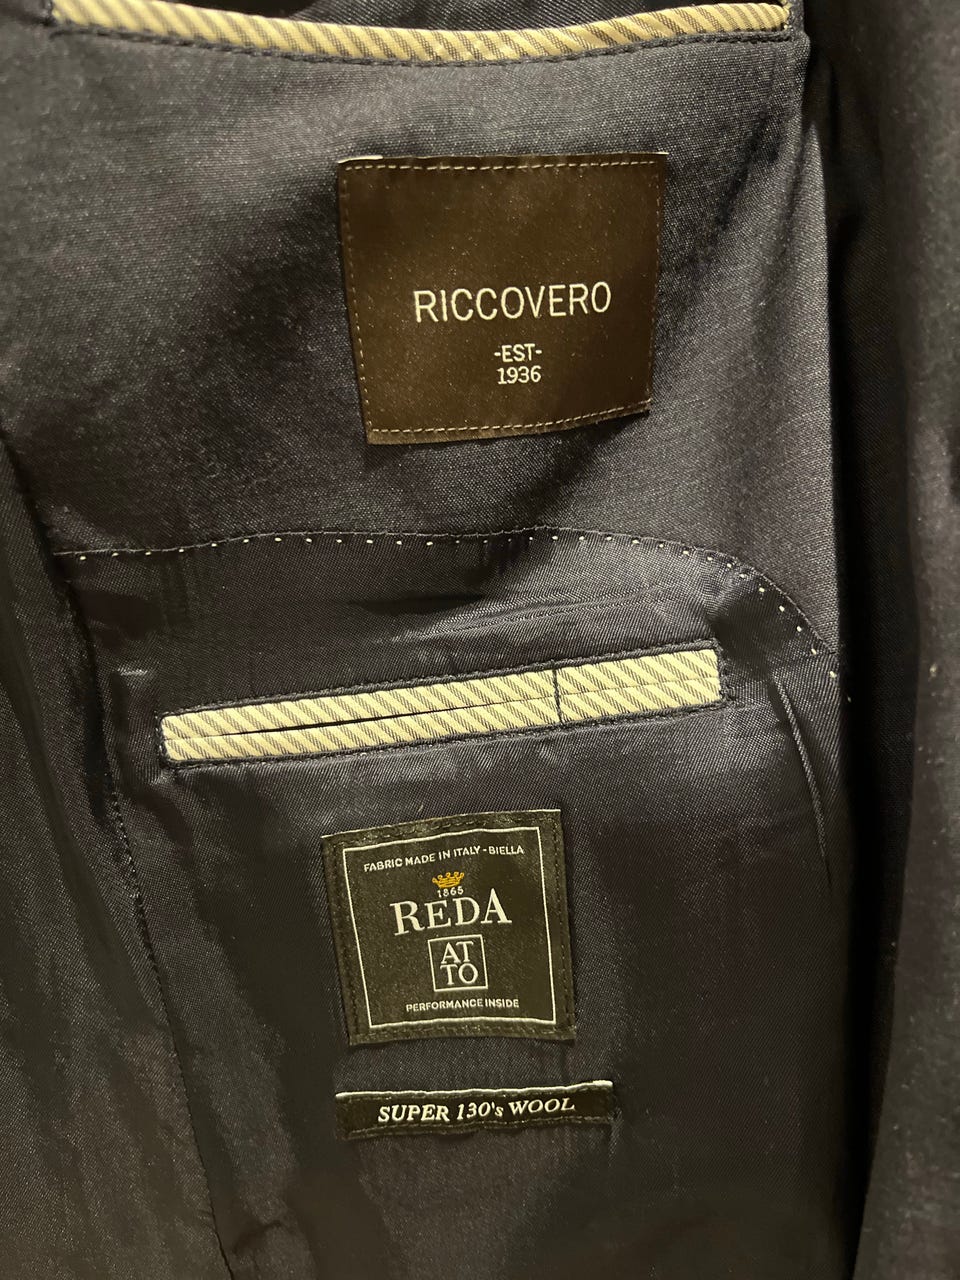 RICCOVERO
-EST-
1936
FABRIC MADE IN ITALY - BIELLA
1865
REDA
AT
TO
PERFORMANCE INSIDE
SUPER 130's WOOL